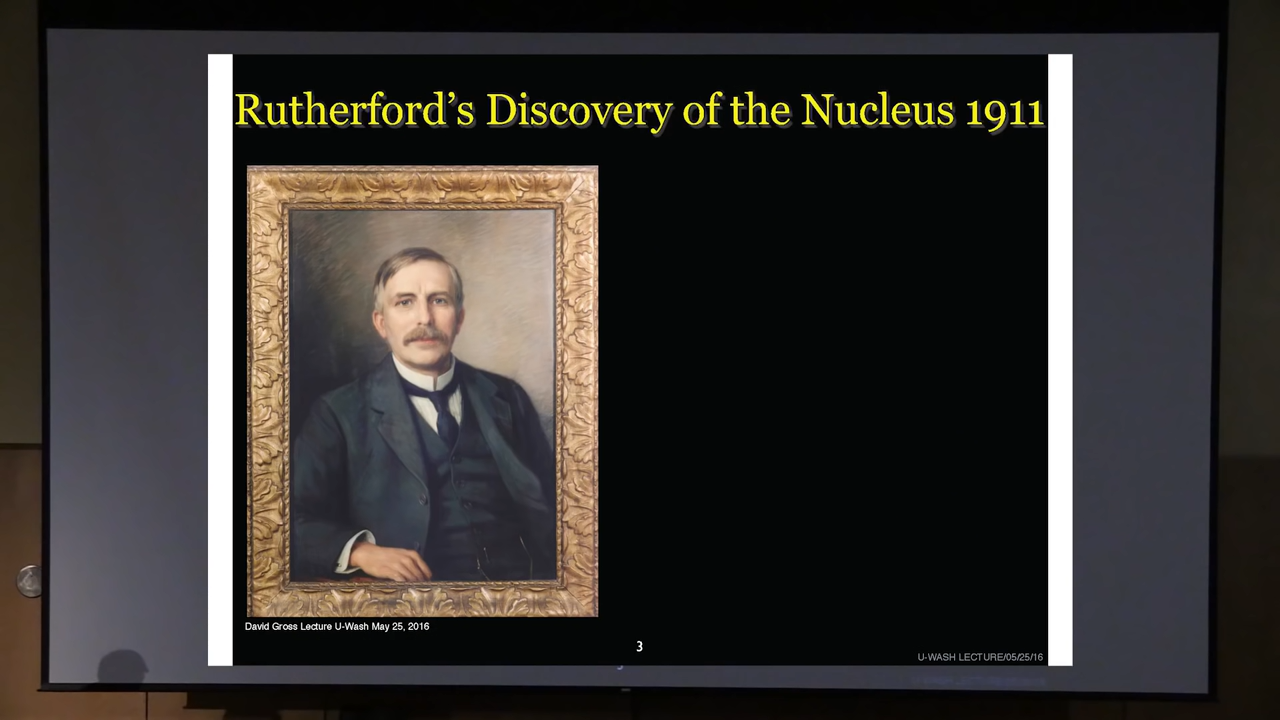 Rutherford’s Discovery of the Nucleus 1911
David Gross Lecture U-Wash May 25, 2016
3
U-WASH LECTURE/05/25/16